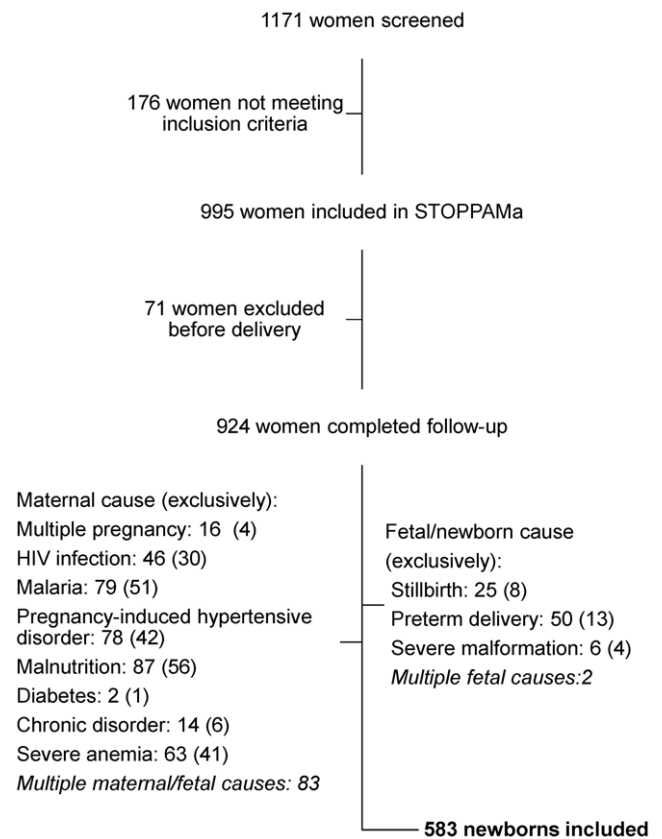 1171 women screened
176 women not meeting
inclusion criteria
995 women included in STOPPAMa
71 women excluded
before delivery
924 women completed follow-up
Maternal cause (exclusively):
Multiple pregnancy: 16 (4)
HIV infection: 46 (30)
Malaria: 79 (51)
Pregnancy-induced hypertensive
disorder: 78 (42)
Malnutrition: 87 (56)
Diabetes: 2 (1)
Chronic disorder: 14 (6)
Severe anemia: 63 (41)
Multiple maternal/fetal causes: 83
Fetal/newborn cause
(exclusively):
Stillbirth: 25 (8)
Preterm delivery: 50 (13)
Severe malformation: 6 (4)
Multiple fetal causes:2
583 newborns included